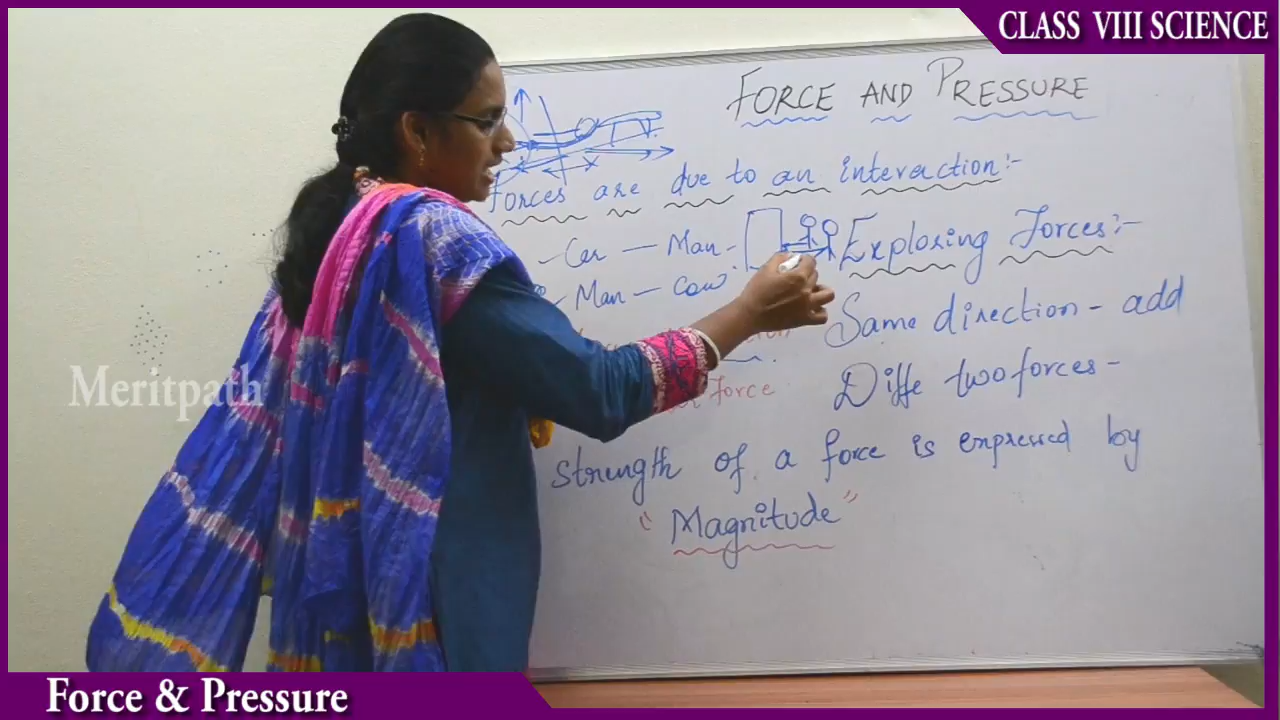 CLASS VIII SCIENCE
FORCE AND PRESSURE
forces are due to an interaction:-
- Car - Man -
Exploring Forces:-
- Man - cow
Same direction - add
Force
Diffe two forces -
Strength of a force is expressed by
"Magnitude"
Meritpath
Force & Pressure